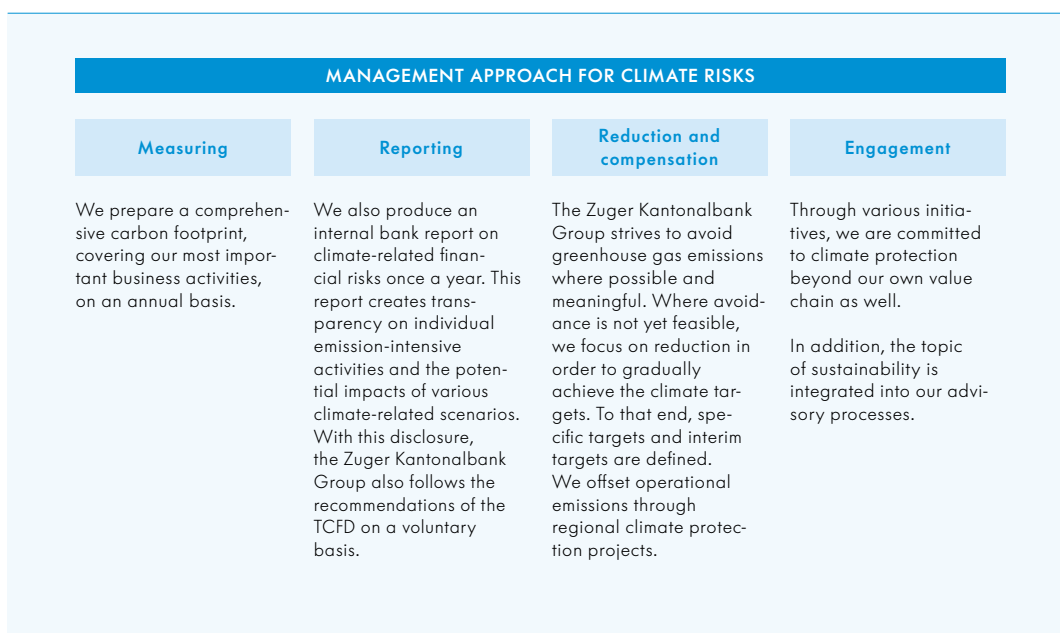 MANAGEMENT APPROACH FOR CLIMATE RISKS
Measuring
We prepare a comprehen-
sive carbon footprint,
covering our most impor-
tant business activities,
on an annual basis.
Reporting
We also produce an
internal bank report on
climate-related finan-
cial risks once a year. This
report creates trans-
parency on individual
emission-intensive
activities and the poten-
tial impacts of various
climate-related scenarios.
With this disclosure,
the Zuger Kantonalbank
Group also follows the
recommendations of the
TCFD on a voluntary
basis.
Reduction and
compensation
The Zuger Kantonalbank
Group strives to avoid
greenhouse gas emissions
where possible and
meaningful. Where avoid-
ance is not yet feasible,
we focus on reduction in
order to gradually
achieve the climate tar-
gets. To that end, spe-
cific targets and interim
targets are defined.
We offset operational
emissions through
regional climate protec-
tion projects.
Engagement
Through various initia-
tives, we are committed
to climate protection
beyond our own value
chain as well.
In addition, the topic
of sustainability is
integrated into our advi-
sory processes.